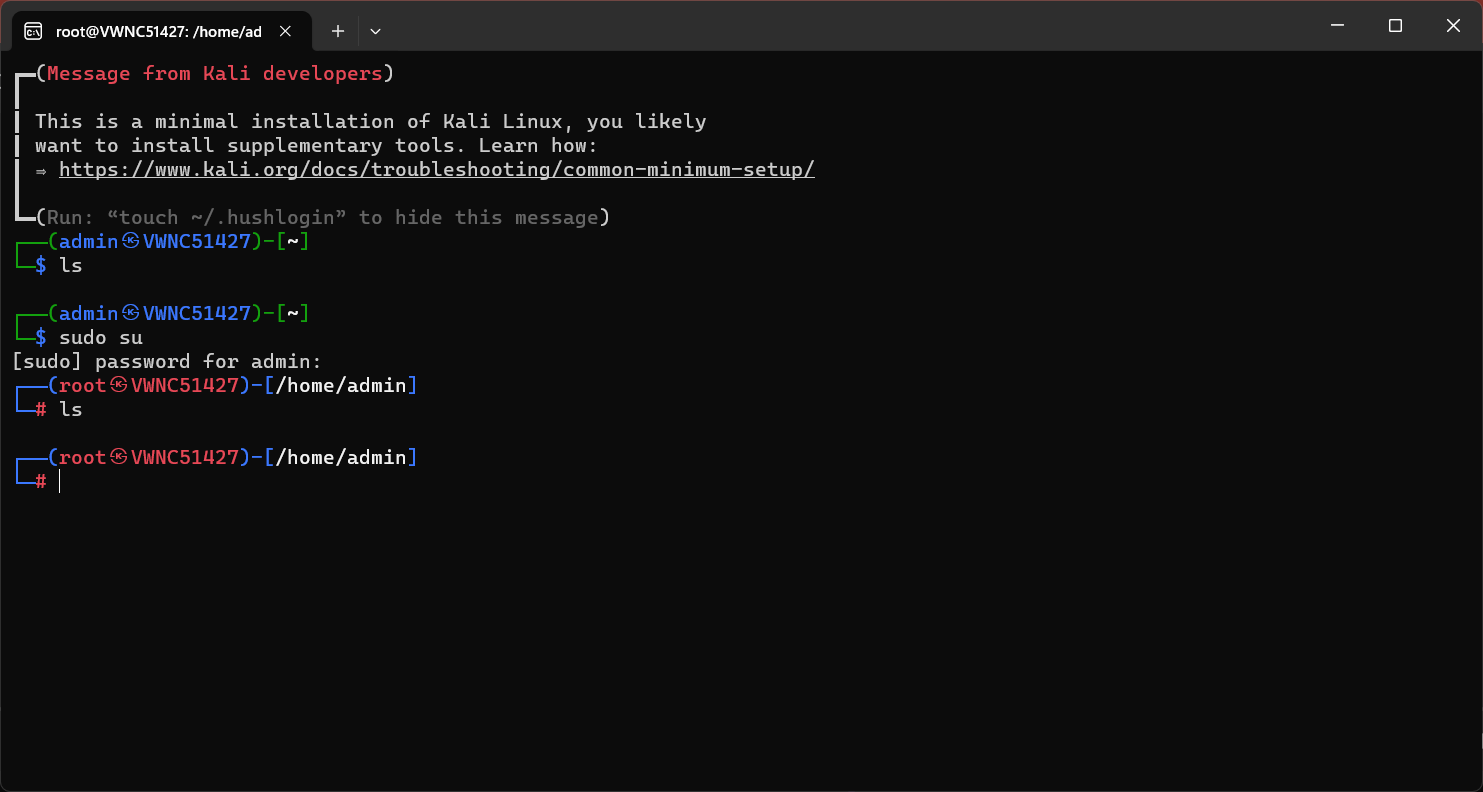 root@VWNC51427: /home/ad
(Message from Kali developers)
This is a minimal installation of Kali Linux, you likely
want to install supplementary tools. Learn how:
⇒ https://www.kali.org/docs/troubleshooting/common-minimum-setup/
(Run: “touch ~/.hushlogin” to hide this message)
┌──(admin㉿VWNC51427)-[~]
└─$ ls
┌──(admin㉿VWNC51427)-[~]
└─$ sudo su
[sudo] password for admin:
┌──(root㉿VWNC51427)-[/home/admin]
└─# ls
┌──(root㉿VWNC51427)-[/home/admin]
└─#